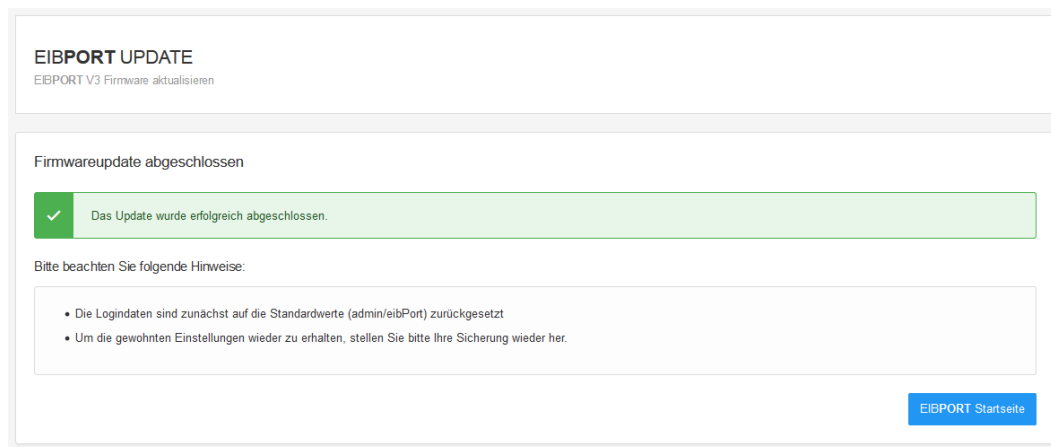 EIBPORT UPDATE
EIBPORT V3 Firmware aktualisieren
Firmwareupdate abgeschlossen
Das Update wurde erfolgreich abgeschlossen.
Bitte beachten Sie folgende Hinweise:
• Die Logindaten sind zunächst auf die Standardwerte (admin/eibPort) zurückgesetzt
• Um die gewohnten Einstellungen wieder zu erhalten, stellen Sie bitte Ihre Sicherung wieder her.
EIBPORT Startseite